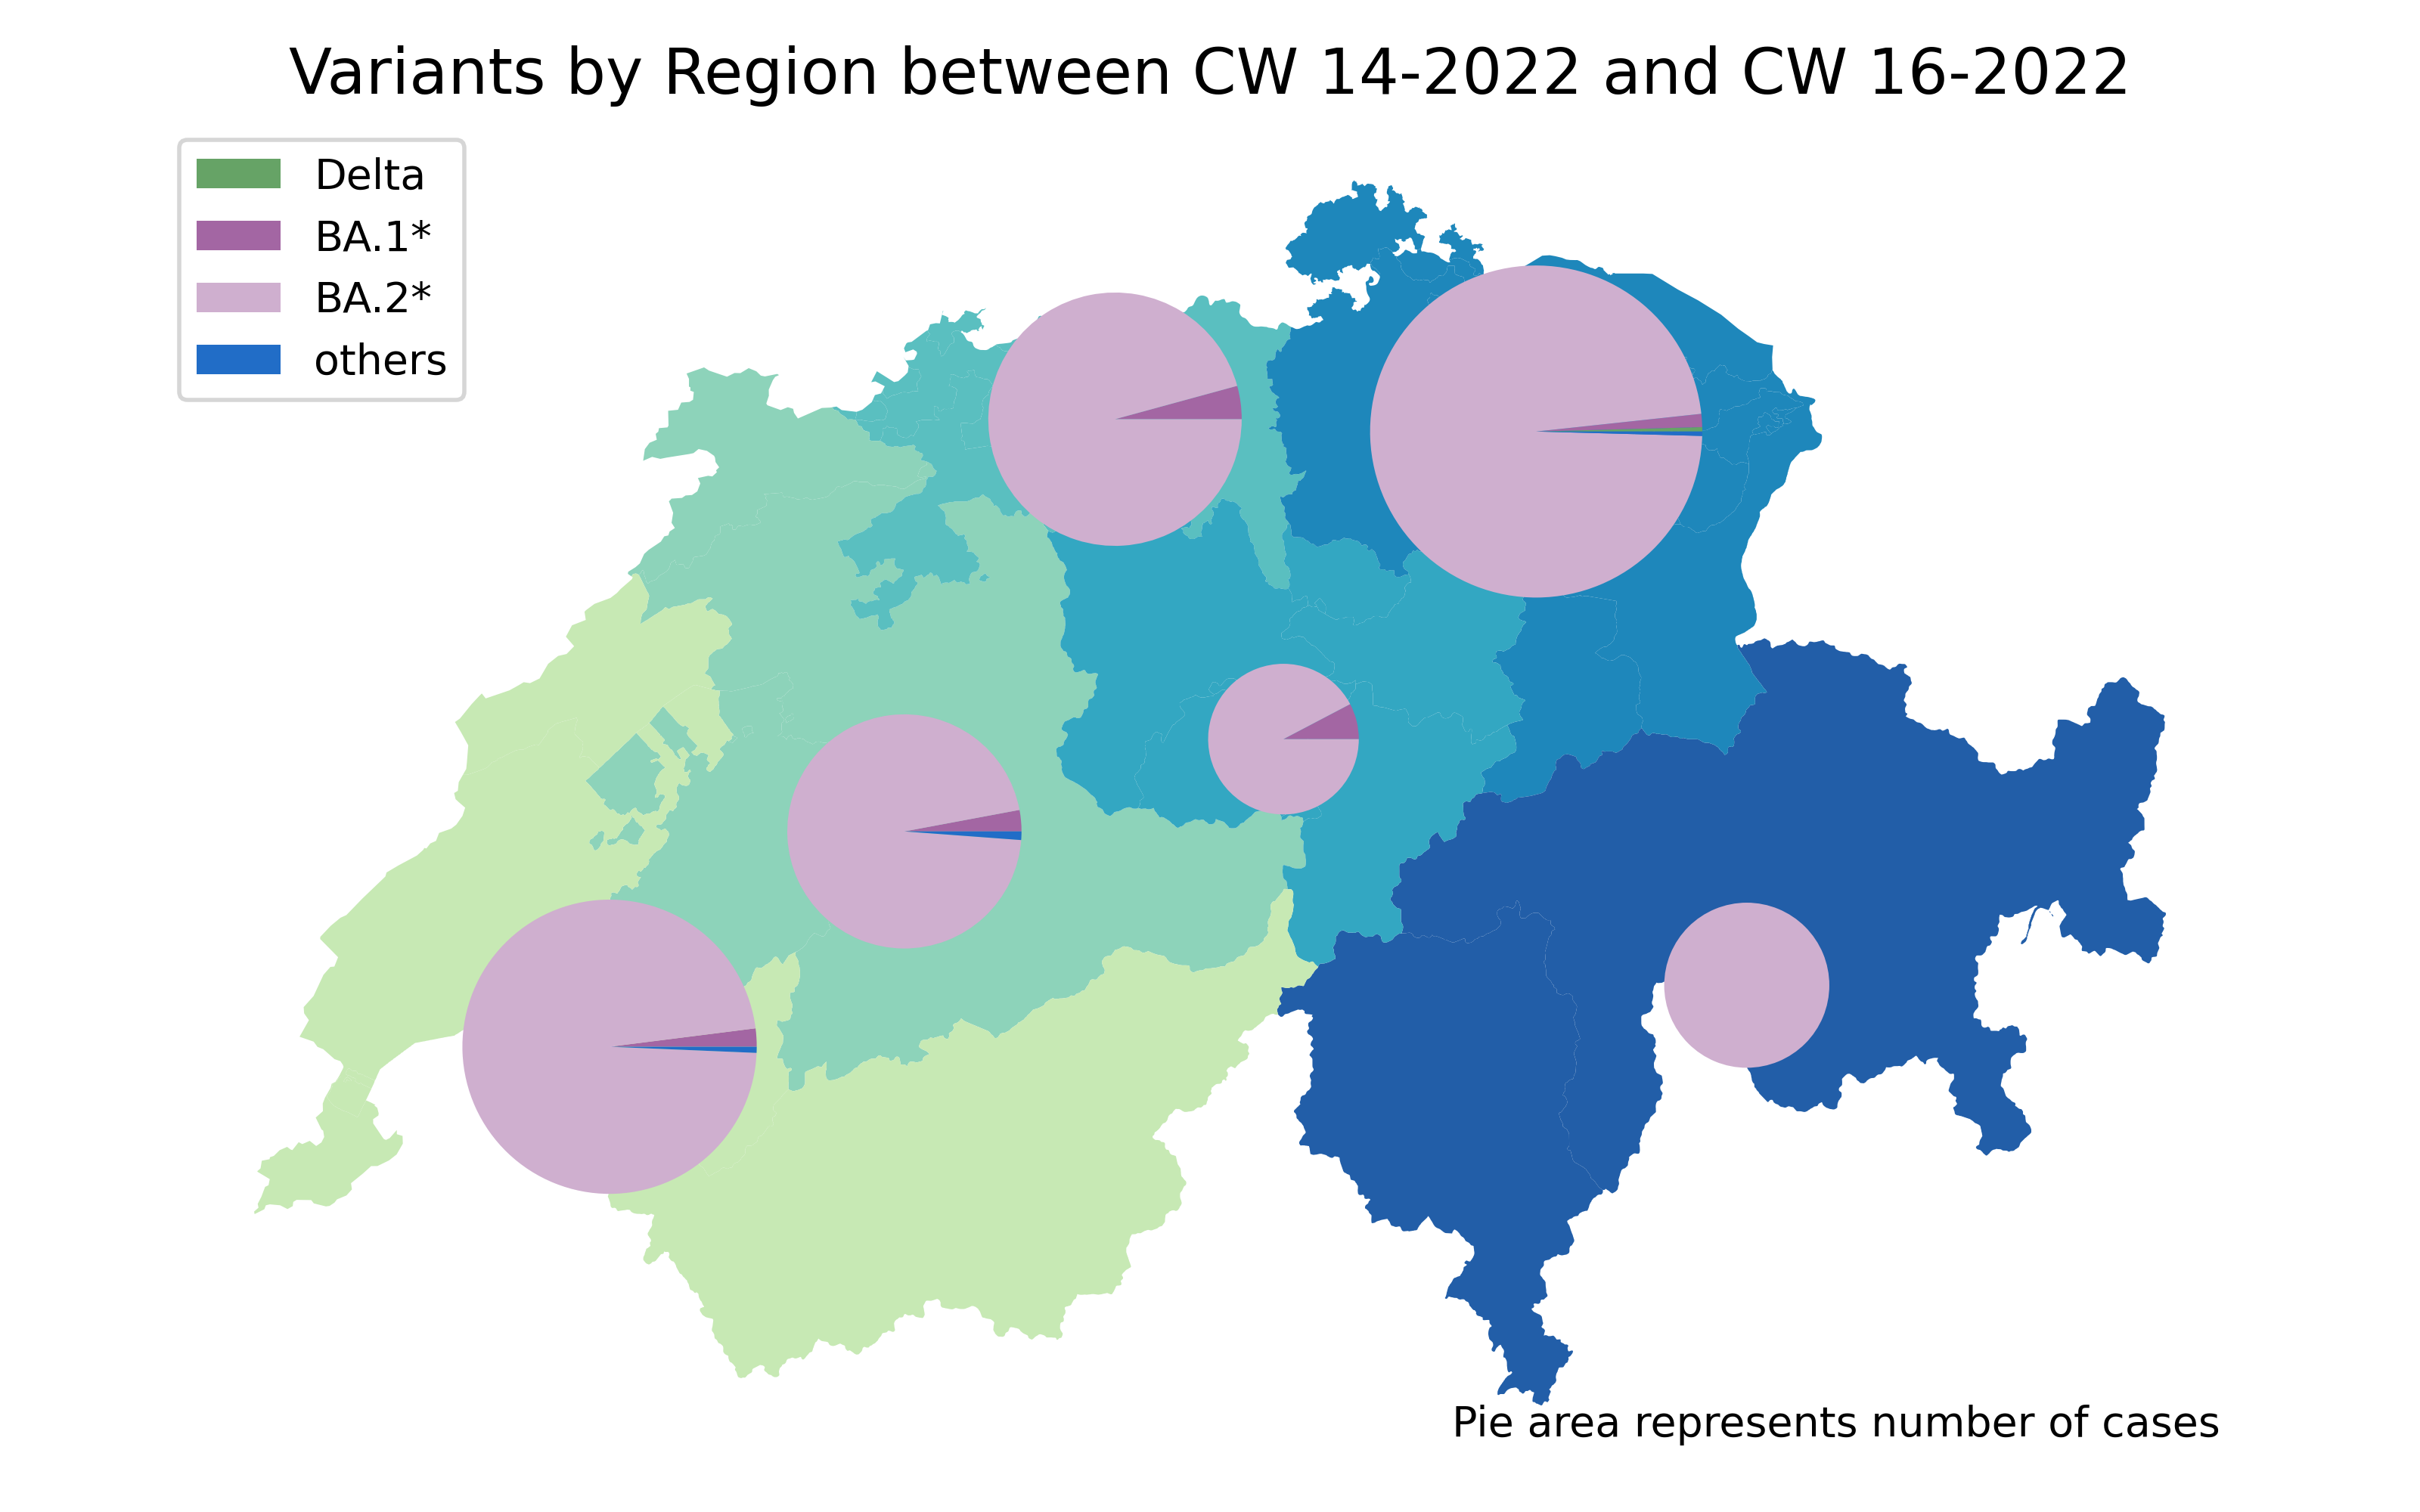 Variants by Region between CW 14-2022 and CW 16-2022
Delta
BA.1*
BA.2*
others
Pie area represents number of cases